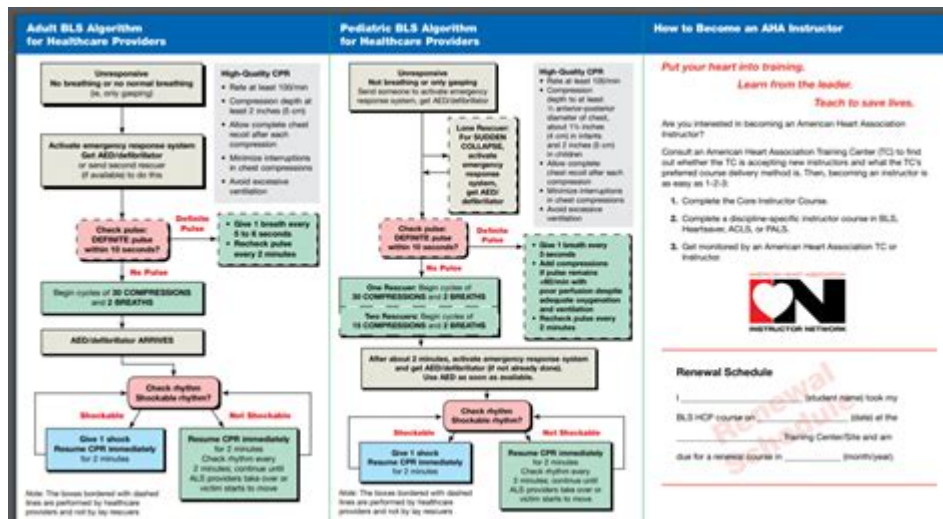 Adult BLS Algorithm
for Healthcare Providers
Unresponsive
No breathing or no normal breathing
(ie, only gasping)
High-Quality CPR
• Rate at least 100/min
• Compression depth at
least 2 inches (5 cm)
• Allow complete chest
recoil after each
compression
• Minimize interruptions
in chest compressions
• Avoid excessive
ventilation
Activate emergency response system
Get AED/defibrillator
or send second rescuer
(if available) to do this
Check pulse:
DEFINITE pulse
within 10 seconds?
Definite
Pulse
• Give 1 breath every
5 to 6 seconds
• Recheck pulse
every 2 minutes
No Pulse
Begin cycles of 30 COMPRESSIONS
and 2 BREATHS
AED/defibrillator ARRIVES
Check rhythm
Shockable rhythm?
Shockable
Not Shockable
Give 1 shock
Resume CPR immediately
for 2 minutes
Resume CPR immediately
for 2 minutes
Check rhythm every
2 minutes; continue until
ALS providers take over or
victim starts to move
Note: The boxes bordered with dashed
lines are performed by healthcare
providers and not by lay rescuers
Pediatric BLS Algorithm
for Healthcare Providers
Unresponsive
Not breathing or only gasping
Send someone to activate emergency
response system, get AED/defibrillator
High-Quality CPR
• Rate at least 100/min
• Compression
depth to at least
⅓ anterior-posterior
diameter of chest,
about 1½ inches
(4 cm) in infants
and 2 inches (5 cm)
in children
• Allow complete
chest recoil after each
compression
• Minimize interruptions
in chest compressions
• Avoid excessive
ventilation
Lone Rescuer:
For SUDDEN
COLLAPSE,
activate
emergency
response
system,
get AED/
defibrillator
Check pulse:
DEFINITE pulse
within 10 seconds?
Definite
Pulse
• Give 1 breath every
3 seconds
• Add compressions
if pulse remains
<60/min with
poor perfusion despite
adequate oxygenation
and ventilation
• Recheck pulse every
2 minutes
No Pulse
One Rescuer: Begin cycles of
30 COMPRESSIONS and 2 BREATHS
Two Rescuers: Begin cycles of
15 COMPRESSIONS and 2 BREATHS
After about 2 minutes, activate emergency response system
and get AED/defibrillator (if not already done).
Use AED as soon as available.
Check rhythm
Shockable rhythm?
Shockable
Not Shockable
Give 1 shock
Resume CPR immediately
for 2 minutes
Resume CPR immediately
for 2 minutes
Check rhythm every
2 minutes; continue until
ALS providers take over or
victim starts to move
Note: The boxes bordered with dashed
lines are performed by healthcare
providers and not by lay rescuers
How to Become an AHA Instructor
Put your heart into training.
Learn from the leader.
Teach to save lives.
Are you interested in becoming an American Heart Association
Instructor?
Consult an American Heart Association Training Center (TC) to find
out whether the TC is accepting new instructors and what the TC's
preferred course delivery method is. Then, becoming an instructor is
as easy as 1-2-3:
1. Complete the Core Instructor Course.
2. Complete a discipline-specific instructor course in BLS,
Heartsaver, ACLS, or PALS.
3. Get monitored by an American Heart Association TC or
Instructor.
AMERICAN HEART ASSOCIATION
IN
INSTRUCTOR NETWORK
Renewal Schedule
Renewal
Schedule
I (student name) took my
BLS HCP course on (date) at the
Training Center/Site and am
due for a renewal course in (month/year)